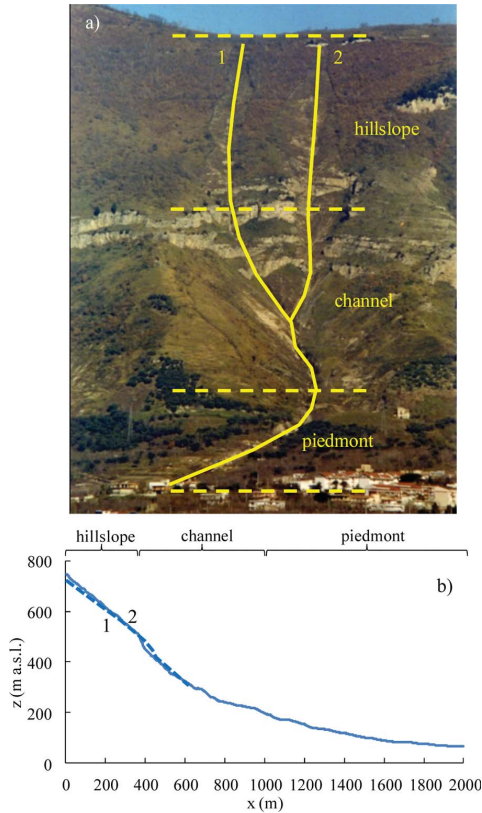 a)
1 2
hillslope
channel
piedmont
hillslope channel piedmont
b)
800
600
400
200
0
z (m a.s.l.)
1 2
0 200 400 600 800 1000 1200 1400 1600 1800 2000
x (m)